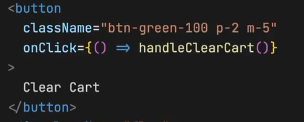 <button
className="btn-green-100 p-2 m-5"
onClick={() => handleClearCart()}
>
Clear Cart
</button>